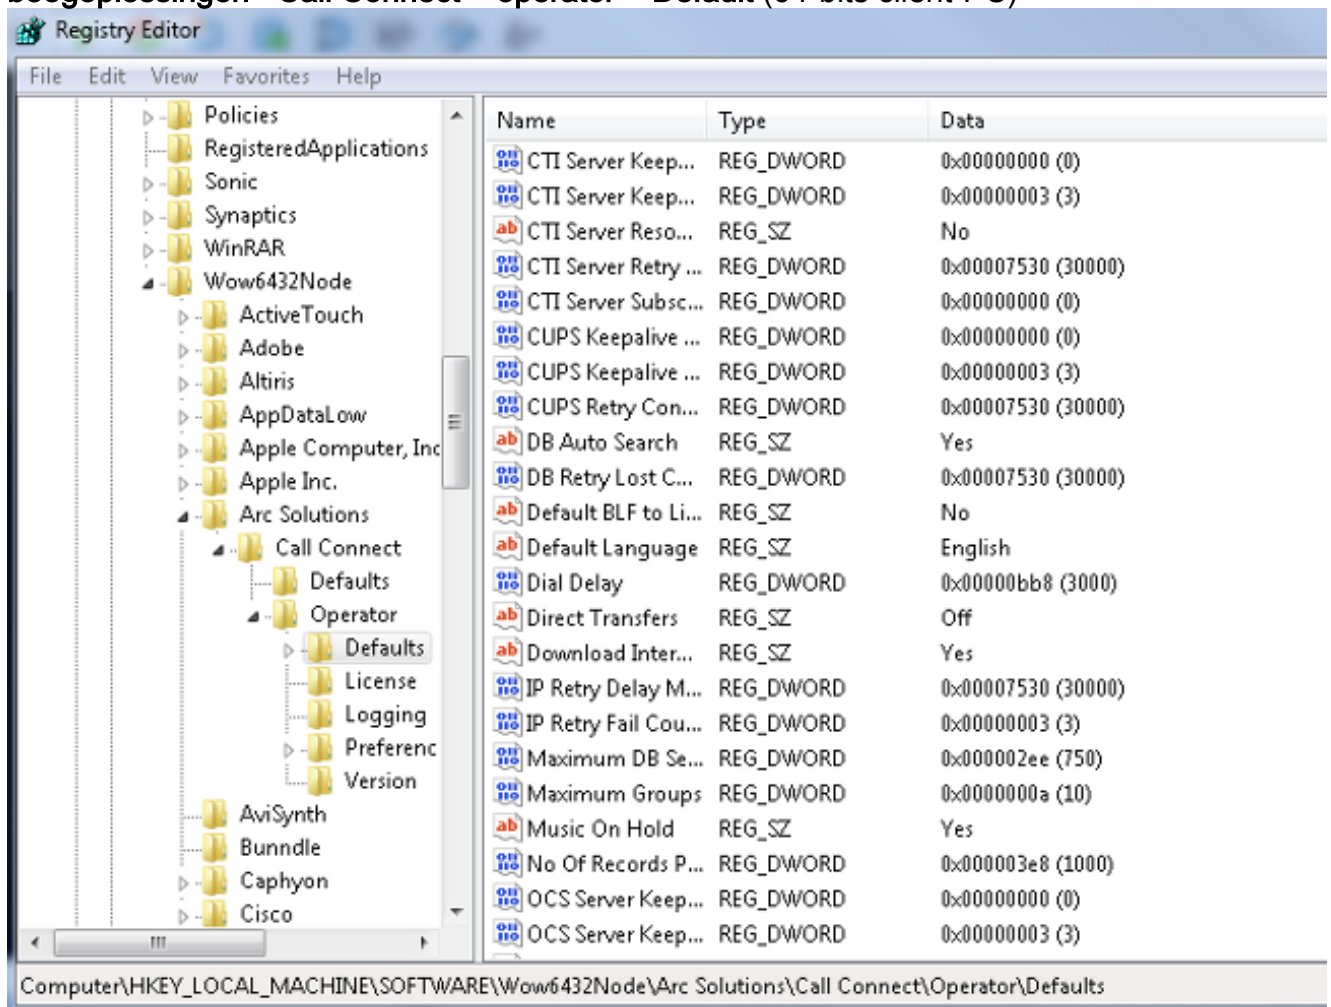 Registry Editor
File Edit View Favorites Help
Policies
RegisteredApplications
Sonic
Synaptics
WinRAR
Wow6432Node
ActiveTouch
Adobe
Altiris
AppDataLow
Apple Computer, Inc
Apple Inc.
Arc Solutions
Call Connect
Defaults
Operator
Defaults
License
Logging
Preferenc
Version
AviSynth
Bunndle
Caphyon
Cisco
Name Type Data
CTI Server Keep... REG_DWORD 0x00000000 (0)
CTI Server Keep... REG_DWORD 0x00000003 (3)
CTI Server Reso... REG_SZ No
CTI Server Retry ... REG_DWORD 0x00007530 (30000)
CTI Server Subsc... REG_DWORD 0x00000000 (0)
CUPS Keepalive ... REG_DWORD 0x00000000 (0)
CUPS Keepalive ... REG_DWORD 0x00000003 (3)
CUPS Retry Con... REG_DWORD 0x00007530 (30000)
DB Auto Search REG_SZ Yes
DB Retry Lost C... REG_DWORD 0x00007530 (30000)
Default BLF to Li... REG_SZ No
Default Language REG_SZ English
Dial Delay REG_DWORD 0x00000bb8 (3000)
Direct Transfers REG_SZ Off
Download Inter... REG_SZ Yes
IP Retry Delay M... REG_DWORD 0x00007530 (30000)
IP Retry Fail Cou... REG_DWORD 0x00000003 (3)
Maximum DB Se... REG_DWORD 0x000002ee (750)
Maximum Groups REG_DWORD 0x0000000a (10)
Music On Hold REG_SZ Yes
No Of Records P... REG_DWORD 0x000003e8 (1000)
OCS Server Keep... REG_DWORD 0x00000000 (0)
OCS Server Keep... REG_DWORD 0x00000003 (3)
Computer\HKEY_LOCAL_MACHINE\SOFTWARE\Wow6432Node\Arc Solutions\Call Connect\Operator\Defaults